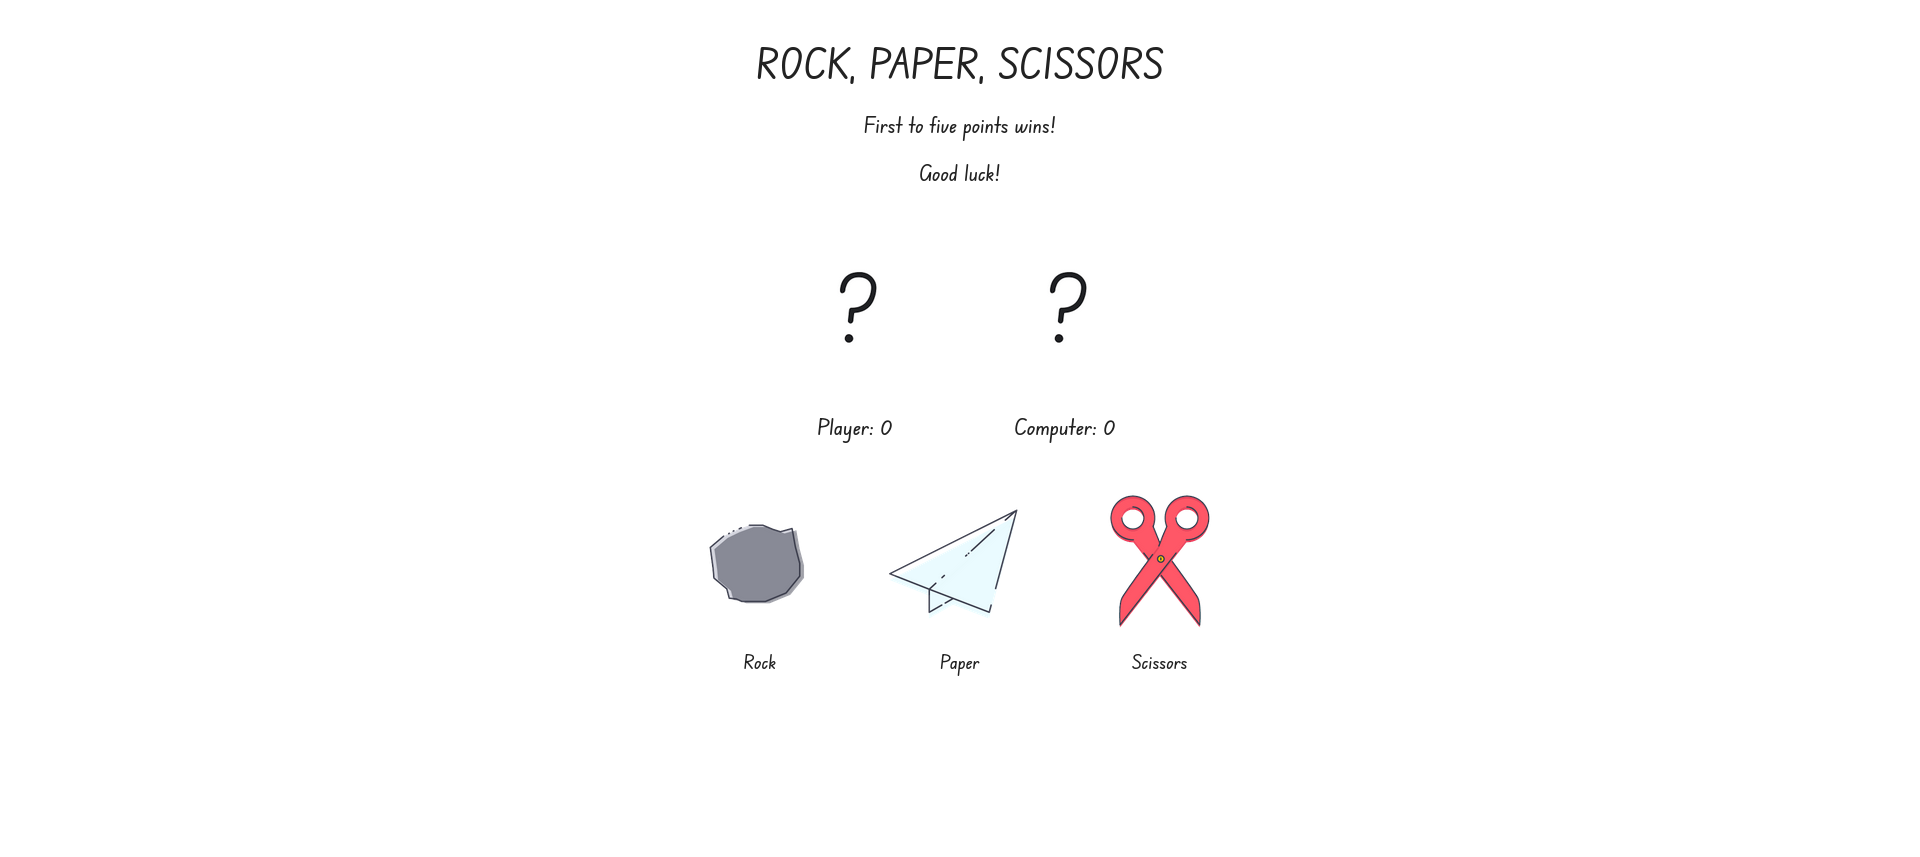 ROCK, PAPER, SCISSORS
First to five points wins!
Good luck!
? ?
Player: 0 Computer: 0
Rock Paper Scissors